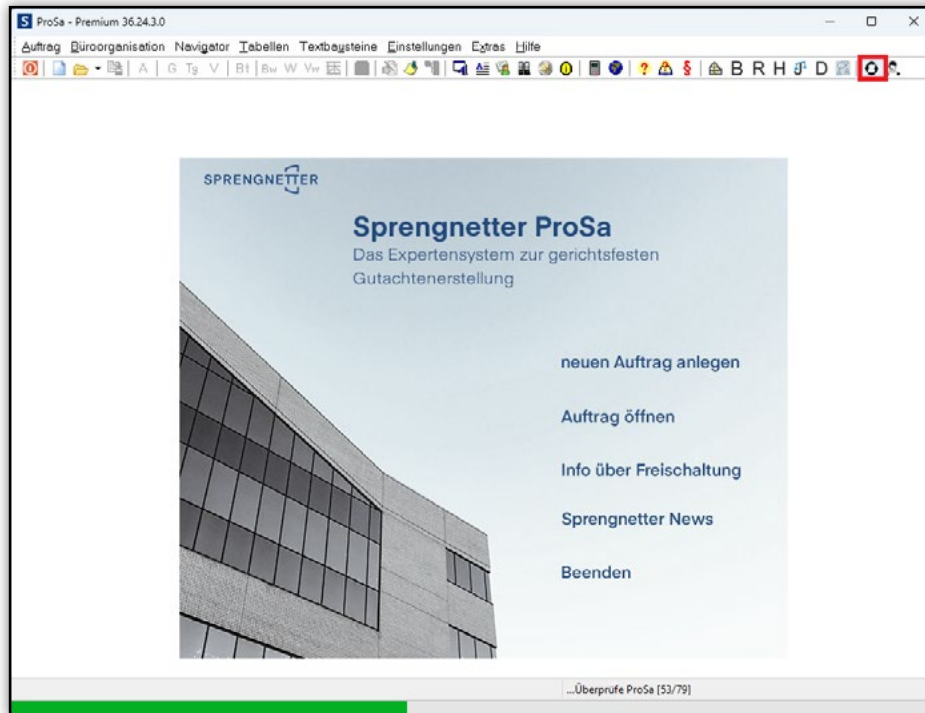 ProSa - Premium 36.24.3.0
Auftrag Büroorganisation Navigator Tabellen Textbausteine Einstellungen Extras Hilfe
A G Tg V Bt Bw W Vw ? § B R H D
SPRENGNETTER
Sprengnetter ProSa
Das Expertensystem zur gerichtsfesten
Gutachtenerstellung
neuen Auftrag anlegen
Auftrag öffnen
Info über Freischaltung
Sprengnetter News
Beenden
...Überprüfe ProSa [53/79]